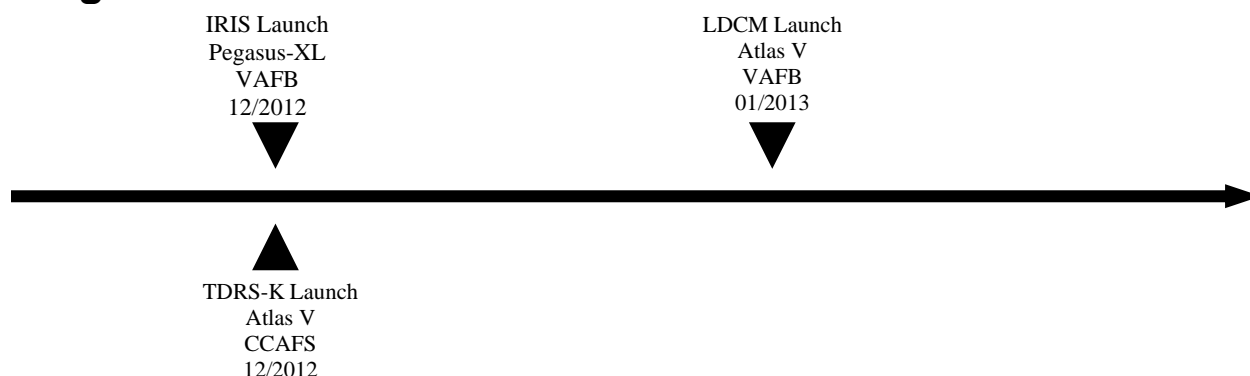 IRIS Launch
Pegasus-XL
VAFB
12/2012
LDCM Launch
Atlas V
VAFB
01/2013
TDRS-K Launch
Atlas V
CCAFS
12/2012